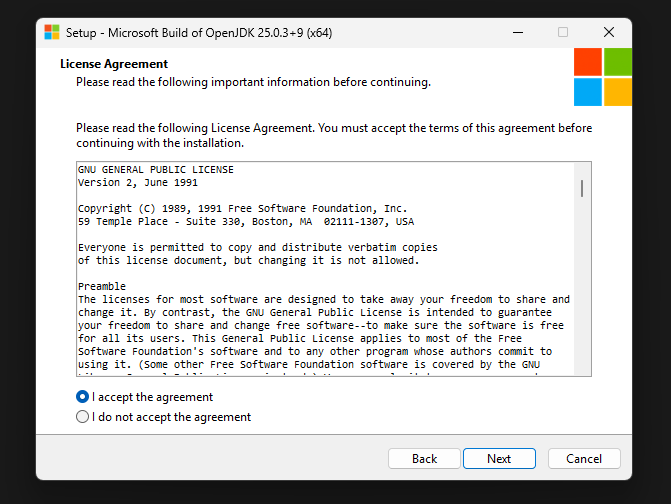 Setup - Microsoft Build of OpenJDK 25.0.3+9 (x64)
License Agreement
Please read the following important information before continuing.
Please read the following License Agreement. You must accept the terms of this agreement before
continuing with the installation.
GNU GENERAL PUBLIC LICENSE
Version 2, June 1991
Copyright (C) 1989, 1991 Free Software Foundation, Inc.
59 Temple Place - Suite 330, Boston, MA  02111-1307, USA
Everyone is permitted to copy and distribute verbatim copies
of this license document, but changing it is not allowed.
Preamble
The licenses for most software are designed to take away your freedom to share and
change it. By contrast, the GNU General Public License is intended to guarantee
your freedom to share and change free software--to make sure the software is free
for all its users. This General Public License applies to most of the Free
Software Foundation's software and to any other program whose authors commit to
using it. (Some other Free Software Foundation software is covered by the GNU
I accept the agreement
I do not accept the agreement
Back
Next
Cancel